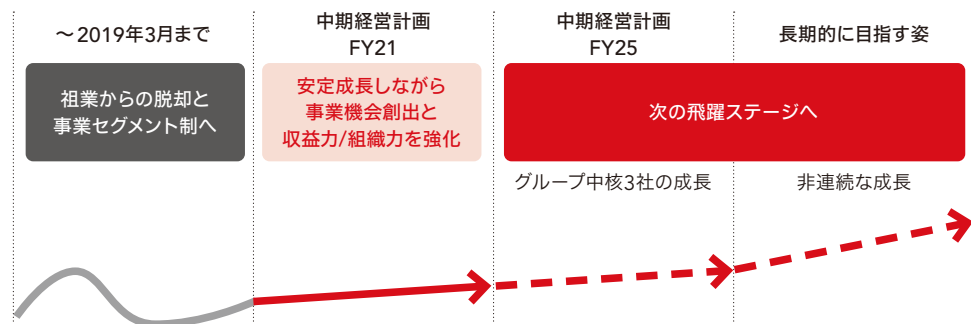 ～2019年3月まで
中期経営計画
FY21
中期経営計画
FY25
長期的に目指す姿
祖業からの脱却と
事業セグメント制へ
安定成長しながら
事業機会創出と
収益力/組織力を強化
次の飛躍ステージへ
グループ中核3社の成長
非連続な成長